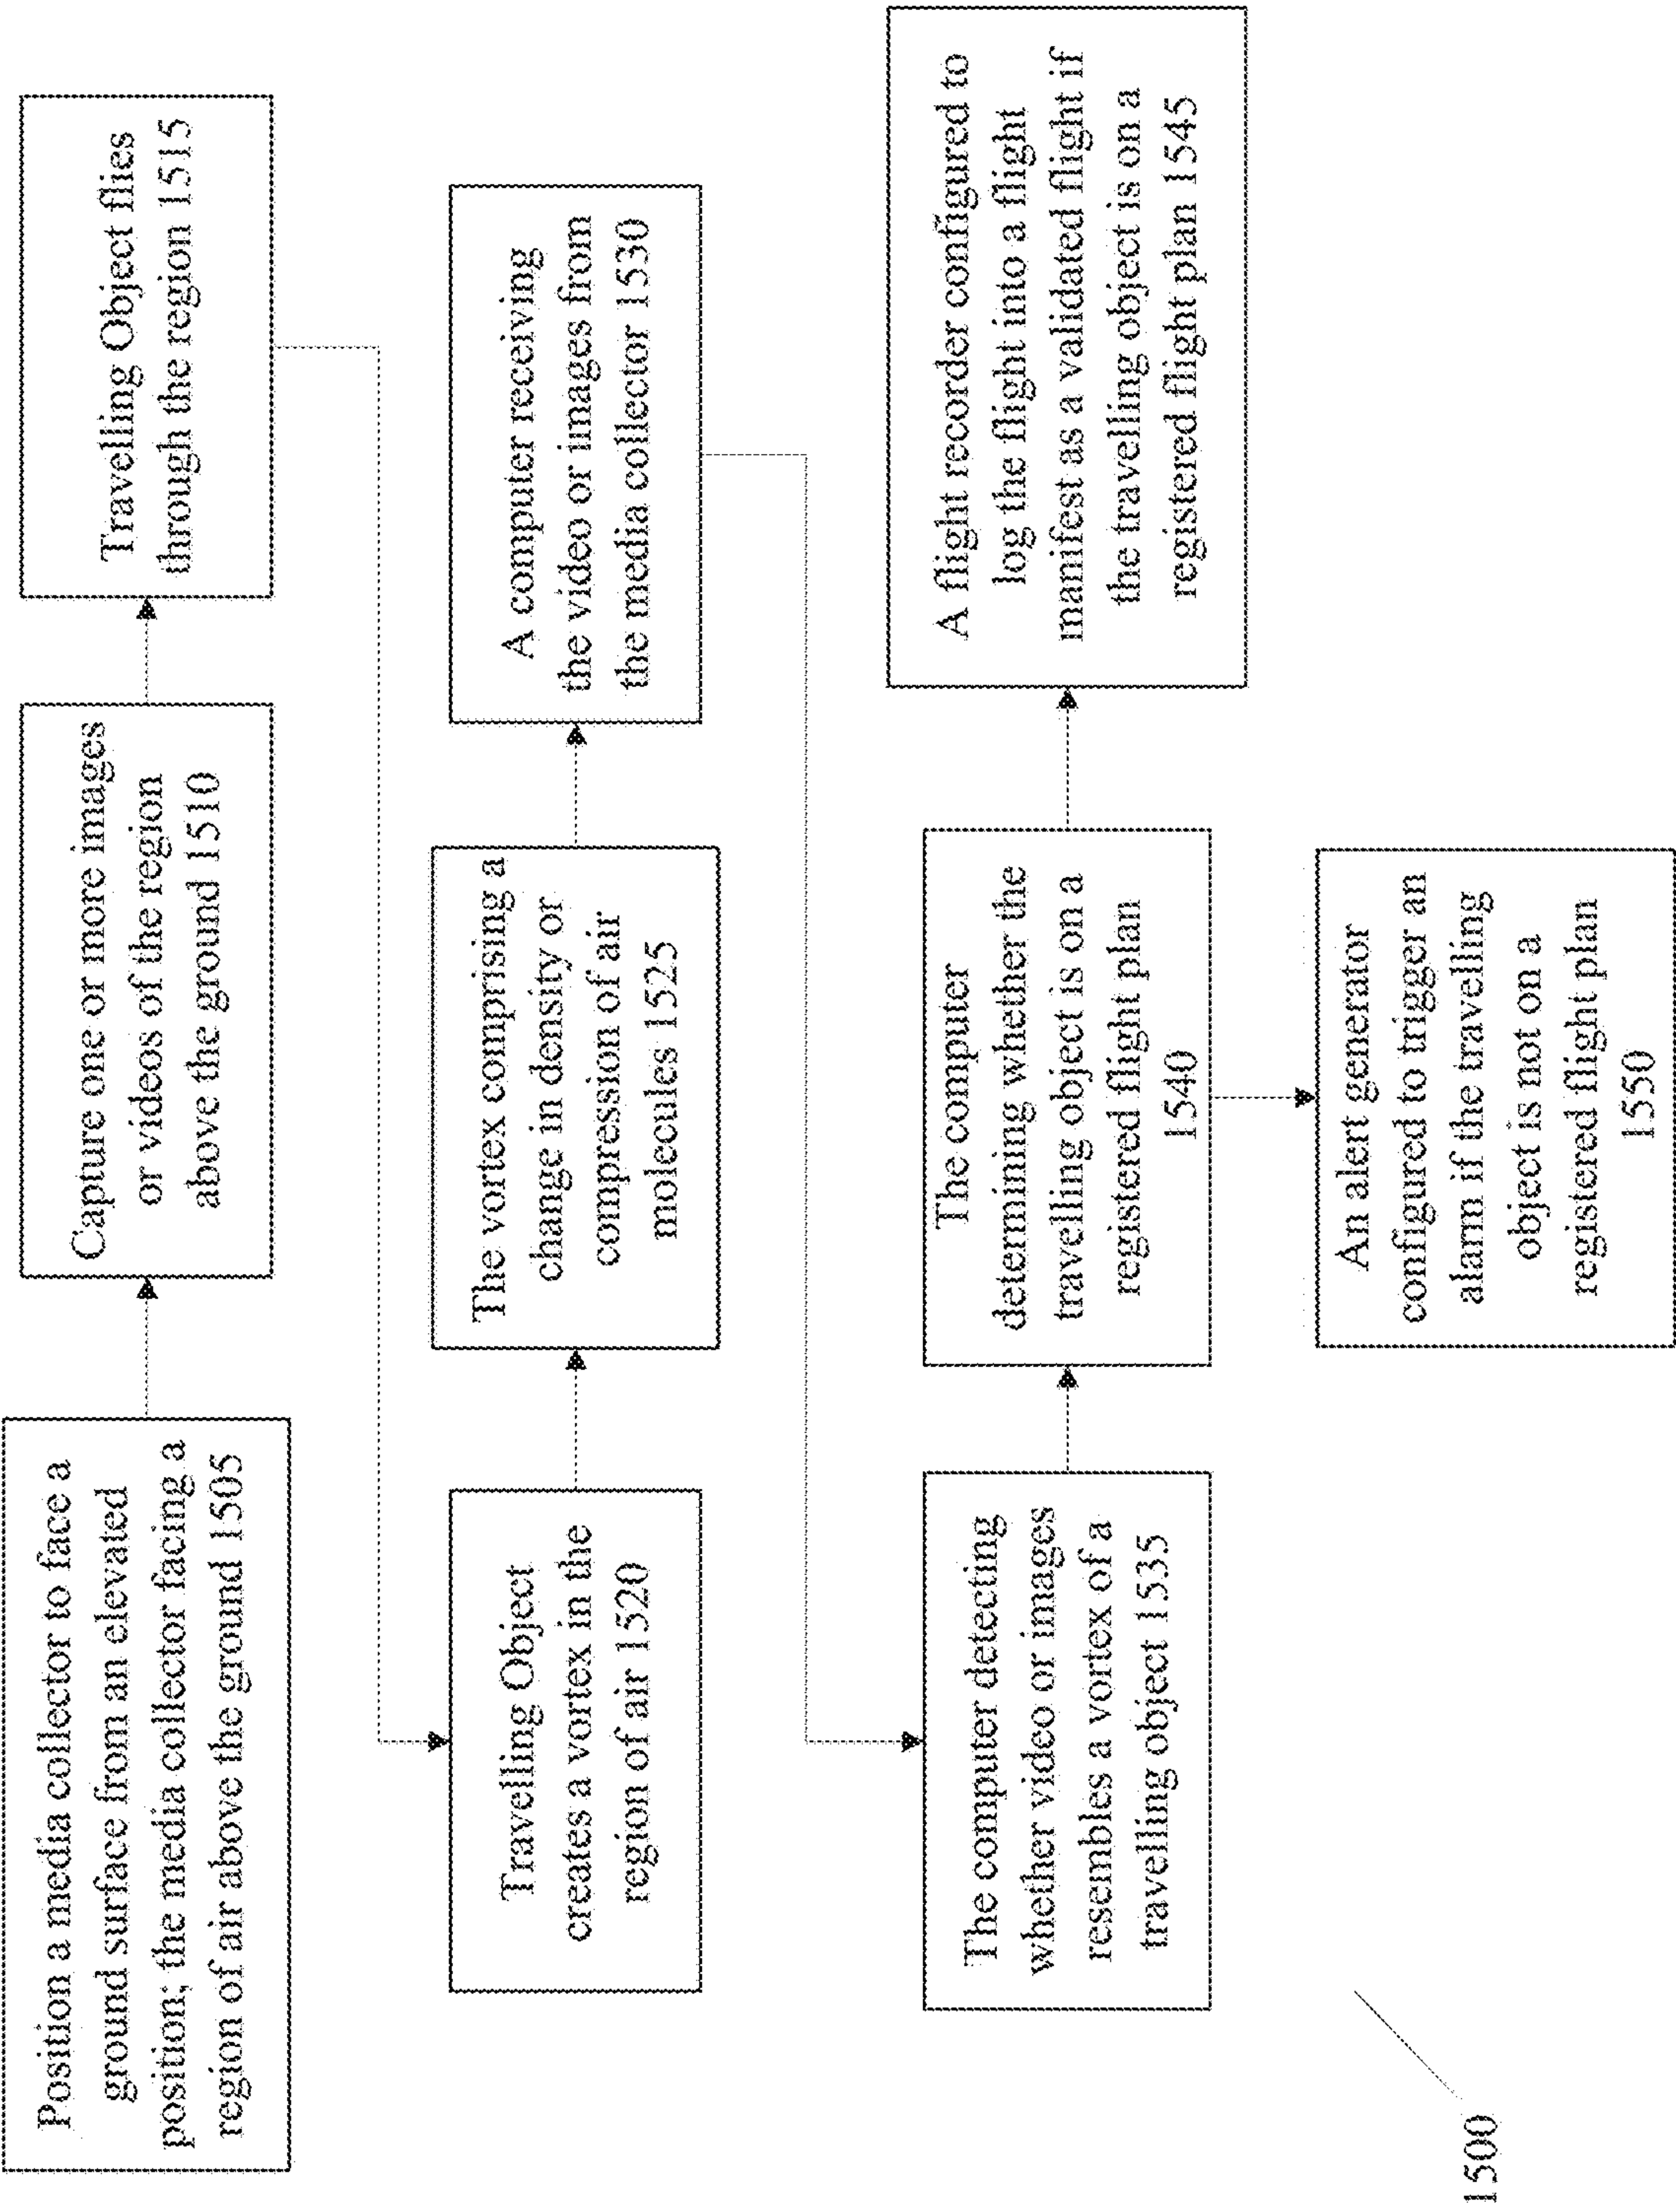 Position a media collector to face a
ground surface from an elevated
position; the media collector facing a
region of air above the ground 1505
Capture one or more images
or videos of the region
above the ground 1510
Travelling Object flies
through the region 1515
Travelling Object
creates a vortex in the
region of air 1520
The vortex comprising a
change in density or
compression of air
molecules 1525
A computer receiving
the video or images from
the media collector 1530
The computer detecting
whether video or images
resembles a vortex of a
travelling object 1535
The computer
determining whether the
travelling object is on a
registered flight plan
1540
A flight recorder configured to
log the flight into a flight
manifest as a validated flight if
the travelling object is on a
registered flight plan 1545
An alert generator
configured to trigger an
alarm if the travelling
object is not on a
registered flight plan
1550
1500